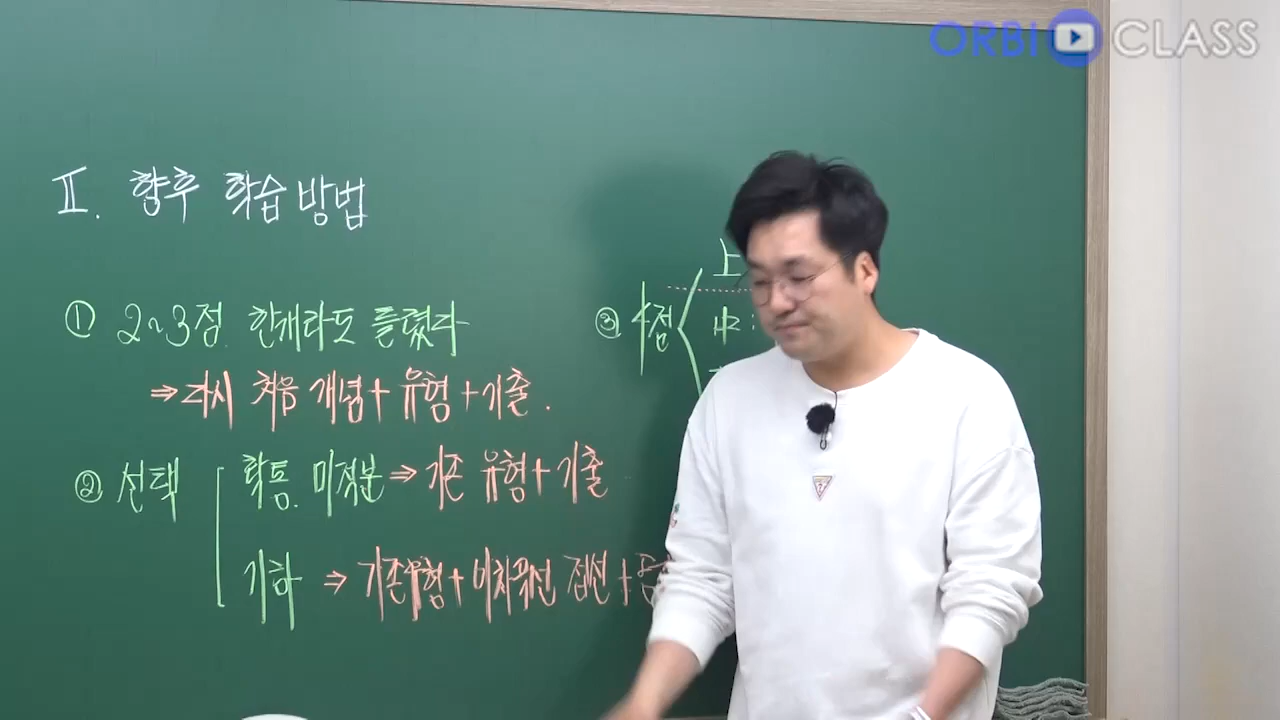 ORBI CLASS
Ⅱ. 향후 학습 방법
① 2~3점. 한개라도 틀렸다
⇒ 다시 처음 개념 + 유형 + 기출.
② 선택
확통. 미적분 ⇒ 기존 유형 + 기출
기하 ⇒ 기존유형 + 이차곡선 접선 +
③ 4점
上
中: